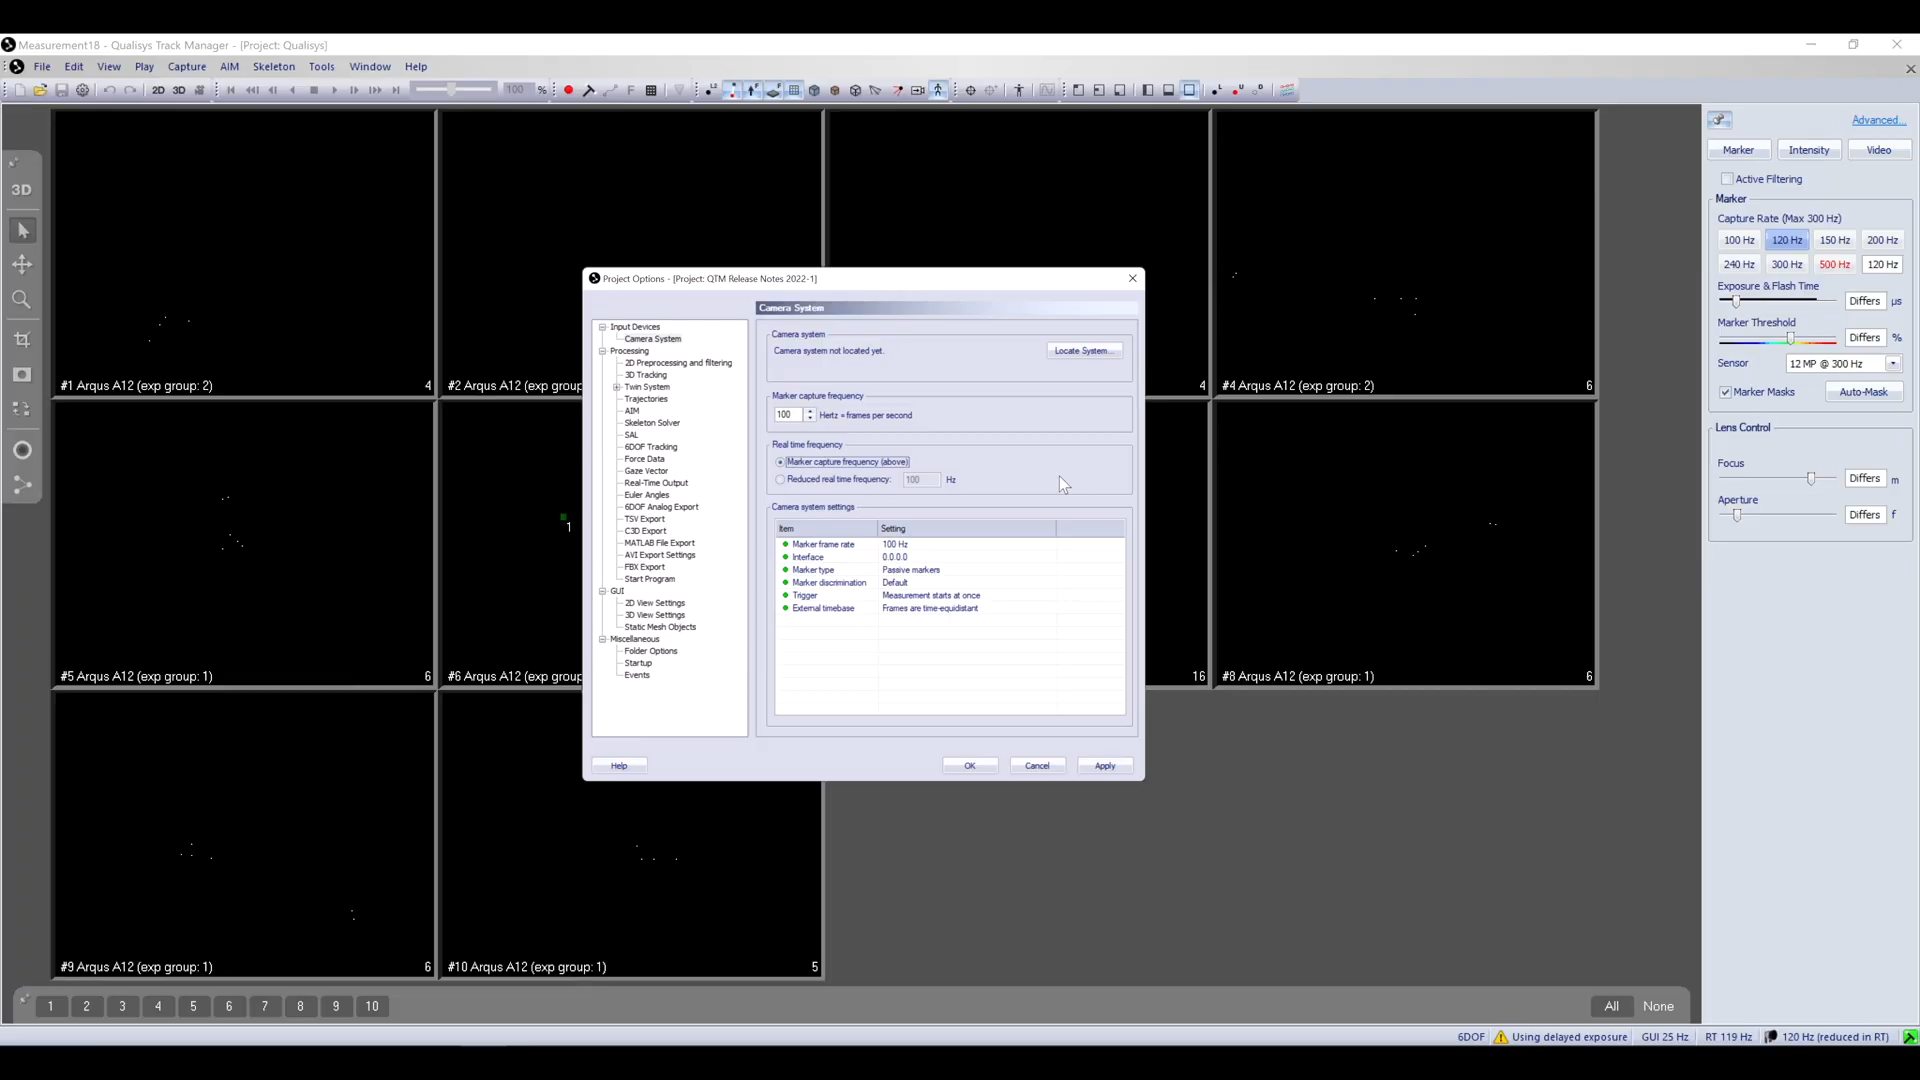 Measurement18 - Qualisys Track Manager - [Project: Qualisys]
File Edit View Play Capture AIM Skeleton Tools Window Help
2D 3D 100 % F
3D
#1 Arqus A12 (exp group: 2) 4
#2 Arqus A12 (exp group
4
#4 Arqus A12 (exp group: 2) 6
#5 Arqus A12 (exp group: 1) 6
1
#6 Arqus A12 (exp group
16
#8 Arqus A12 (exp group: 1) 6
#9 Arqus A12 (exp group: 1) 6
#10 Arqus A12 (exp group: 1) 5
Project Options - [Project: QTM Release Notes 2022-1]
Input Devices
Camera System
Processing
2D Preprocessing and filtering
3D Tracking
Twin System
Trajectories
AIM
Skeleton Solver
SAL
6DOF Tracking
Force Data
Gaze Vector
Real-Time Output
Euler Angles
6DOF Analog Export
TSV Export
C3D Export
MATLAB File Export
AVI Export Settings
FBX Export
Start Program
GUI
2D View Settings
3D View Settings
Static Mesh Objects
Miscellaneous
Folder Options
Startup
Events
Camera System
Camera system
Camera system not located yet. Locate System...
Marker capture frequency
100 Hertz = frames per second
Real time frequency
Marker capture frequency (above)
Reduced real time frequency: 100 Hz
Camera system settings
Item Setting
Marker frame rate 100 Hz
Interface 0.0.0.0
Marker type Passive markers
Marker discrimination Default
Trigger Measurement starts at once
External timebase Frames are time-equidistant
Help OK Cancel Apply
Advanced...
Marker Intensity Video
Active Filtering
Marker
Capture Rate (Max 300 Hz)
100 Hz 120 Hz 150 Hz 200 Hz
240 Hz 300 Hz 500 Hz 120 Hz
Exposure & Flash Time
Differs µs
Marker Threshold
Differs %
Sensor 12 MP @ 300 Hz
Marker Masks Auto-Mask
Lens Control
Focus
Differs m
Aperture
Differs f
1 2 3 4 5 6 7 8 9 10 All None
6DOF Using delayed exposure GUI 25 Hz RT 119 Hz 120 Hz (reduced in RT)